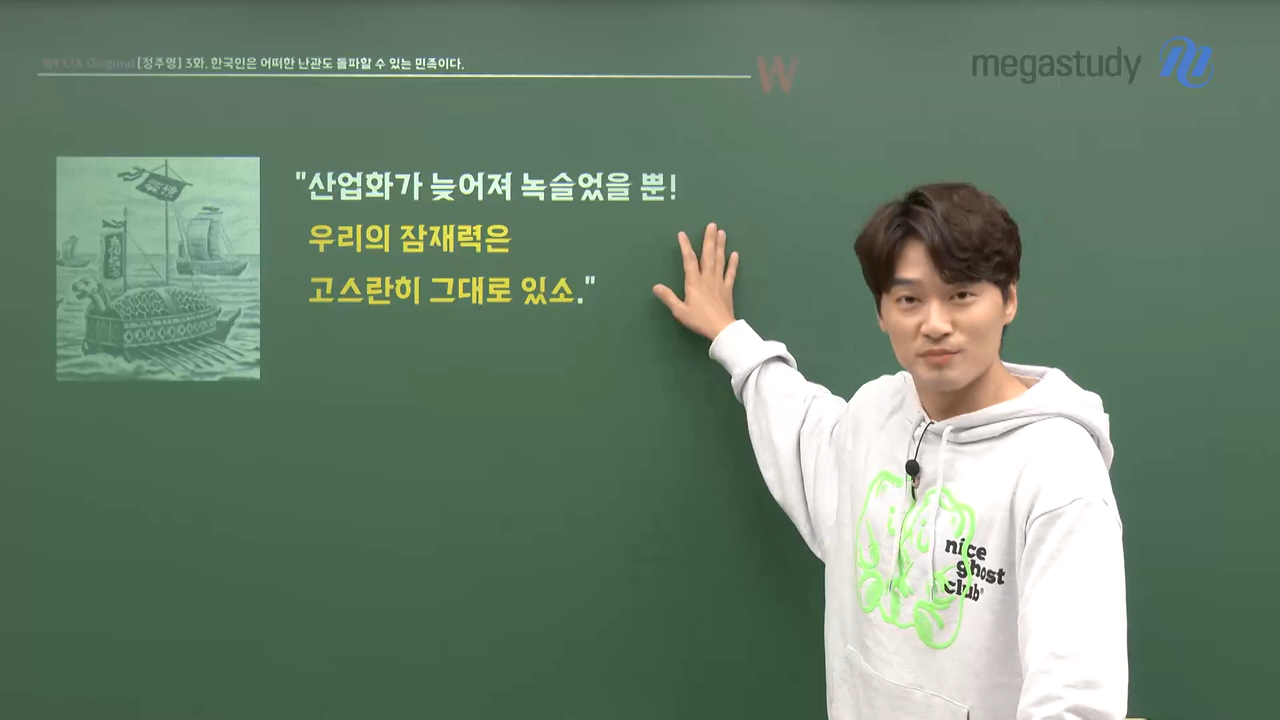 WFLIX Original [정주영] 3화. 한국인은 어떠한 난관도 돌파할 수 있는 민족이다.
W
megastudy
"산업화가 늦어져 녹슬었을 뿐!
우리의 잠재력은
고스란히 그대로 있소."
nice
ghost
club®